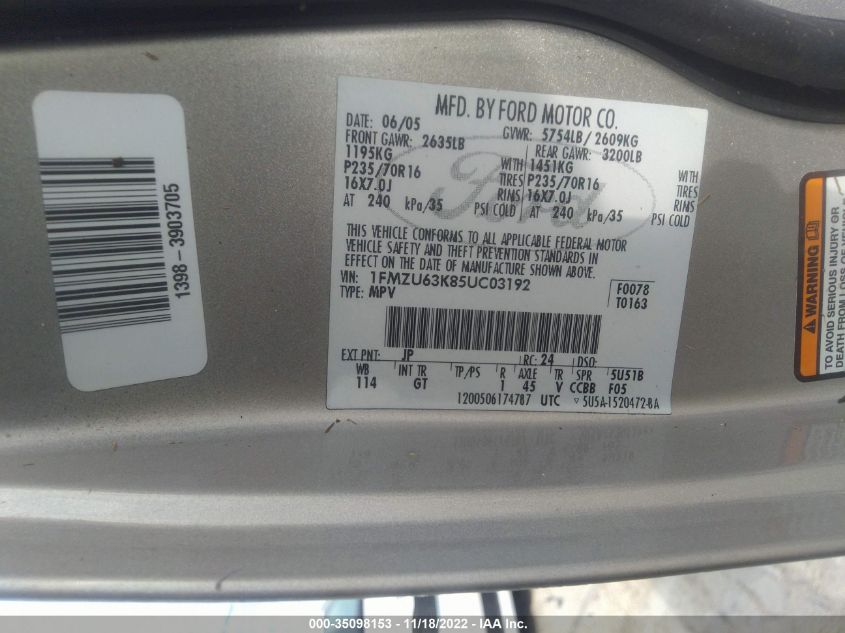 MFD. BY FORD MOTOR CO.
DATE: 06/05 GVWR: 5754LB / 2609KG
FRONT GAWR: 2635LB REAR GAWR: 3200LB
1195KG WITH 1451KG WITH
P235/70R16 TIRES P235/70R16 TIRES
16X7.0J RIMS 16X7.0J RIMS
AT 240 kPa/35 PSI COLD AT 240 kPa/35 PSI COLD
THIS VEHICLE CONFORMS TO ALL APPLICABLE FEDERAL MOTOR
VEHICLE SAFETY AND THEFT PREVENTION STANDARDS IN
EFFECT ON THE DATE OF MANUFACTURE SHOWN ABOVE.
VIN: 1FMZU63K85UC03192 F0078
TYPE: MPV T0163
EXT PNT: JP RC: 24 DSO:
WB INT TR TP/PS R AXLE TR SPR 5U51B
114 GT 1 45 V CCBB F05
1200506174787 UTC ▽ 5U5A-1520472-BA
Ford
1398-3903705
WARNING
TO AVOID SERIOUS INJURY OR
DEATH FROM LOSS OF VEHICLE
000-35098153 - 11/18/2022 - IAA Inc.